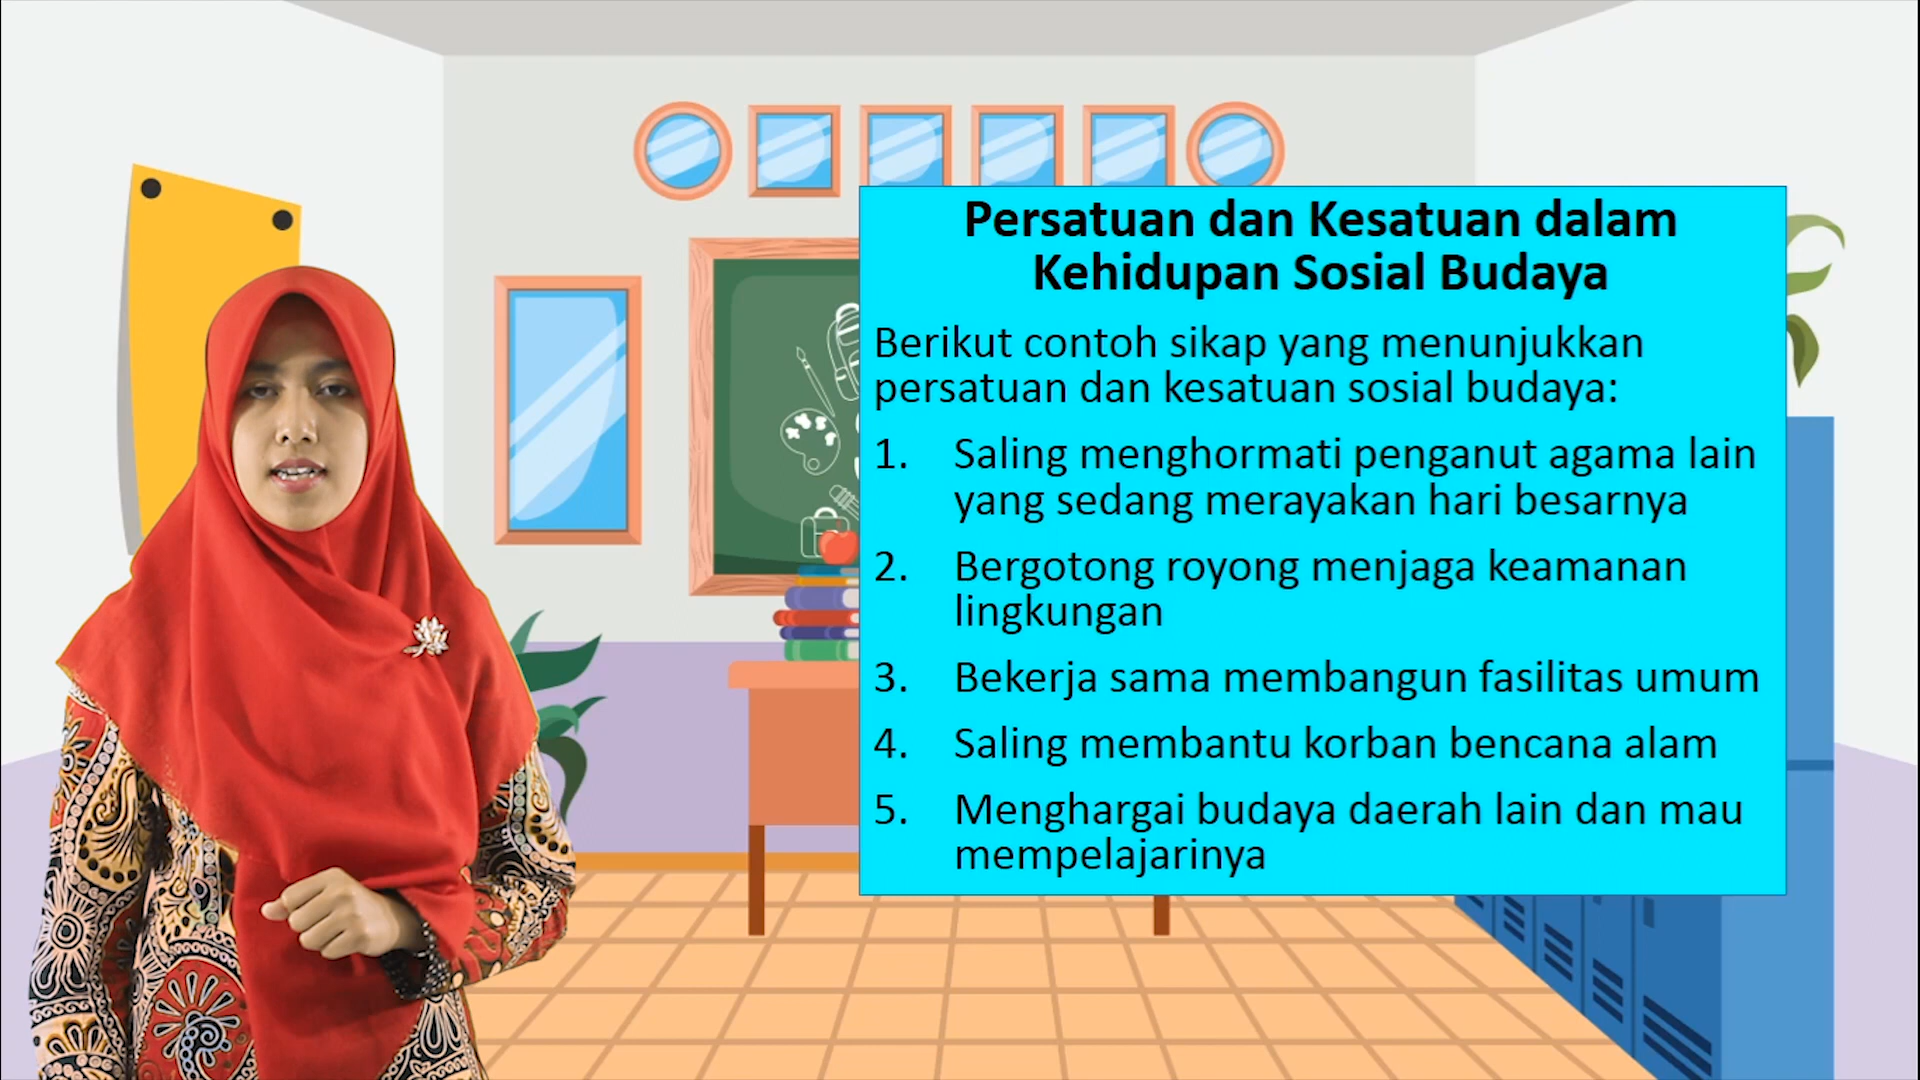 Persatuan dan Kesatuan dalam
Kehidupan Sosial Budaya
Berikut contoh sikap yang menunjukkan
persatuan dan kesatuan sosial budaya:
1. Saling menghormati penganut agama lain
yang sedang merayakan hari besarnya
2. Bergotong royong menjaga keamanan
lingkungan
3. Bekerja sama membangun fasilitas umum
4. Saling membantu korban bencana alam
5. Menghargai budaya daerah lain dan mau
mempelajarinya